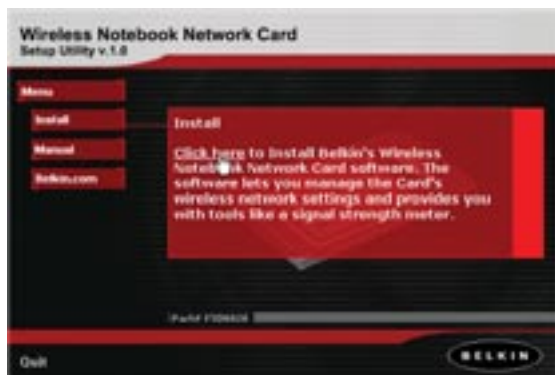 Wireless Notebook Network Card
Setup Utility v.1.0
Menu
Install
Manual
Belkin.com
Install
Click here to Install Belkin's Wireless
Notebook Network Card software. The
software lets you manage the Card's
wireless network settings and provides you
with tools like a signal strength meter.
Part#
Quit
BELKIN